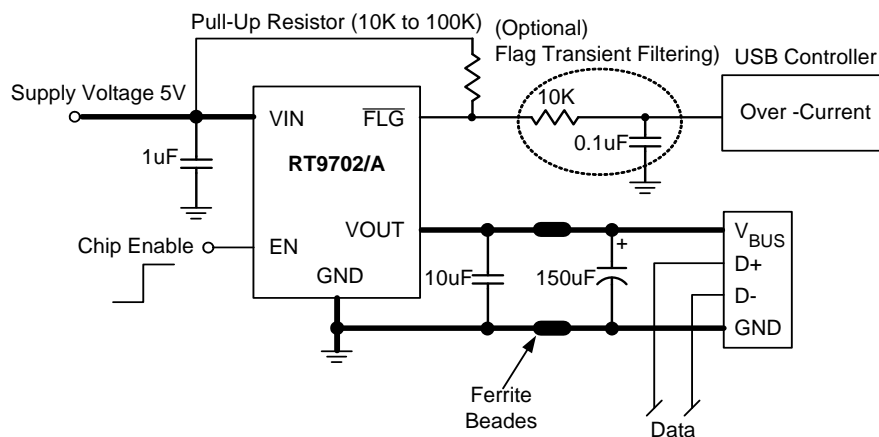 Pull-Up Resistor (10K to 100K)
(Optional)
Flag Transient Filtering)
USB Controller
Supply Voltage 5V
VIN
FLG
10K
Over -Current
1uF
0.1uF
RT9702/A
VOUT
VBUS
Chip Enable
EN
D+
GND
10uF
150uF
+
D-
GND
Ferrite
Beades
Data